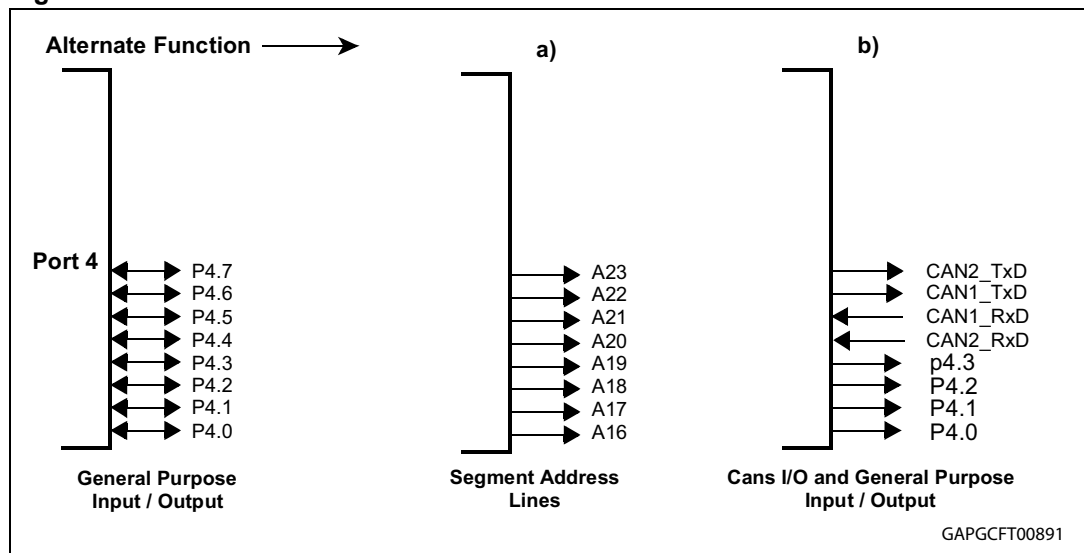 Alternate Function
a)
b)
Port 4
P4.7
P4.6
P4.5
P4.4
P4.3
P4.2
P4.1
P4.0
General Purpose
Input / Output
A23
A22
A21
A20
A19
A18
A17
A16
Segment Address
Lines
CAN2_TxD
CAN1_TxD
CAN1_RxD
CAN2_RxD
p4.3
P4.2
P4.1
P4.0
Cans I/O and General Purpose
Input / Output
GAPGCFT00891